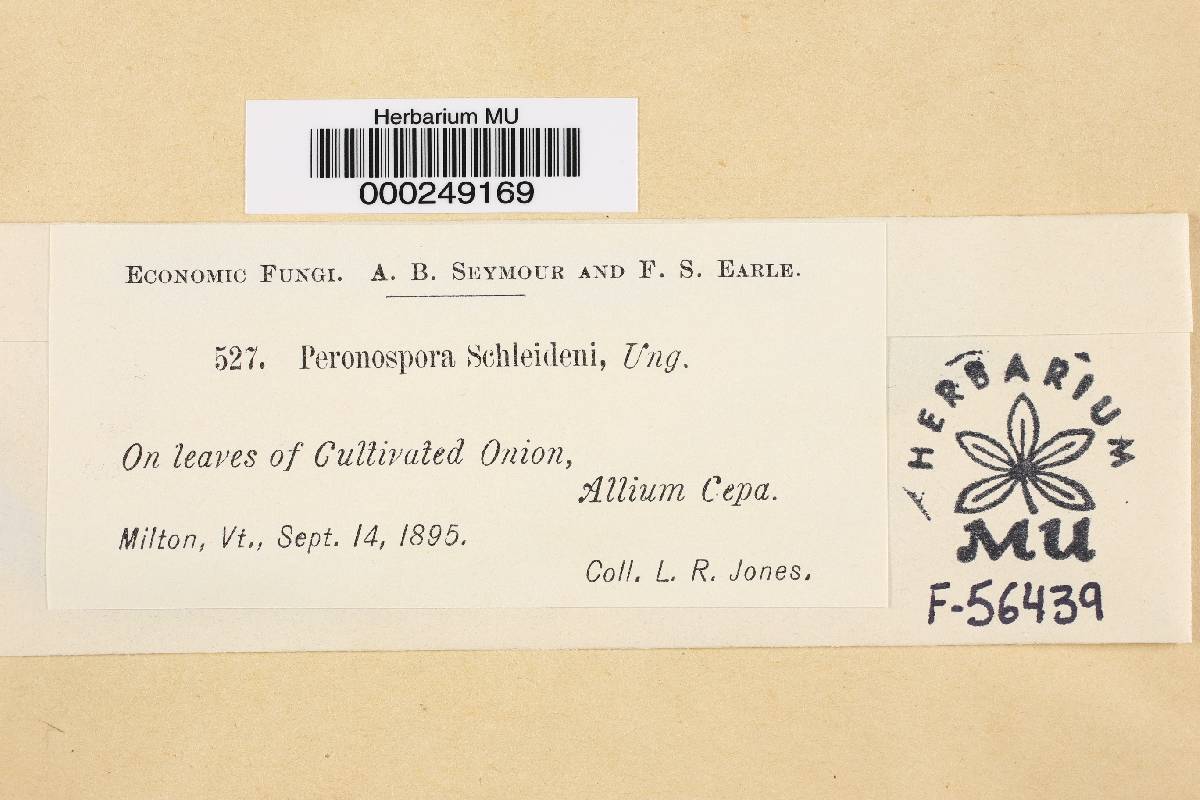 Herbarium MU
000249169
Economic Fungi. A. B. Seymour and F. S. Earle.
527. Peronospora Schleideni, Ung.
On leaves of Cultivated Onion,
Allium Cepa.
Milton, Vt., Sept. 14, 1895.
Coll. L. R. Jones.
HERBARIUM
MU
F-56439